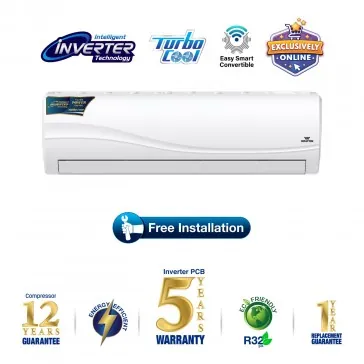 Intelligent
INVERTER
Technology
Turbo
Cool
Easy Smart
Convertible
EXCLUSIVELY
ONLINE
Free Installation
Compressor
12
YEARS
GUARANTEE
ENERGY EFFICIENT
Inverter PCB
5 YEARS
WARRANTY
ECO FRIENDLY
R32
1 YEAR
REPLACEMENT
GUARANTEE